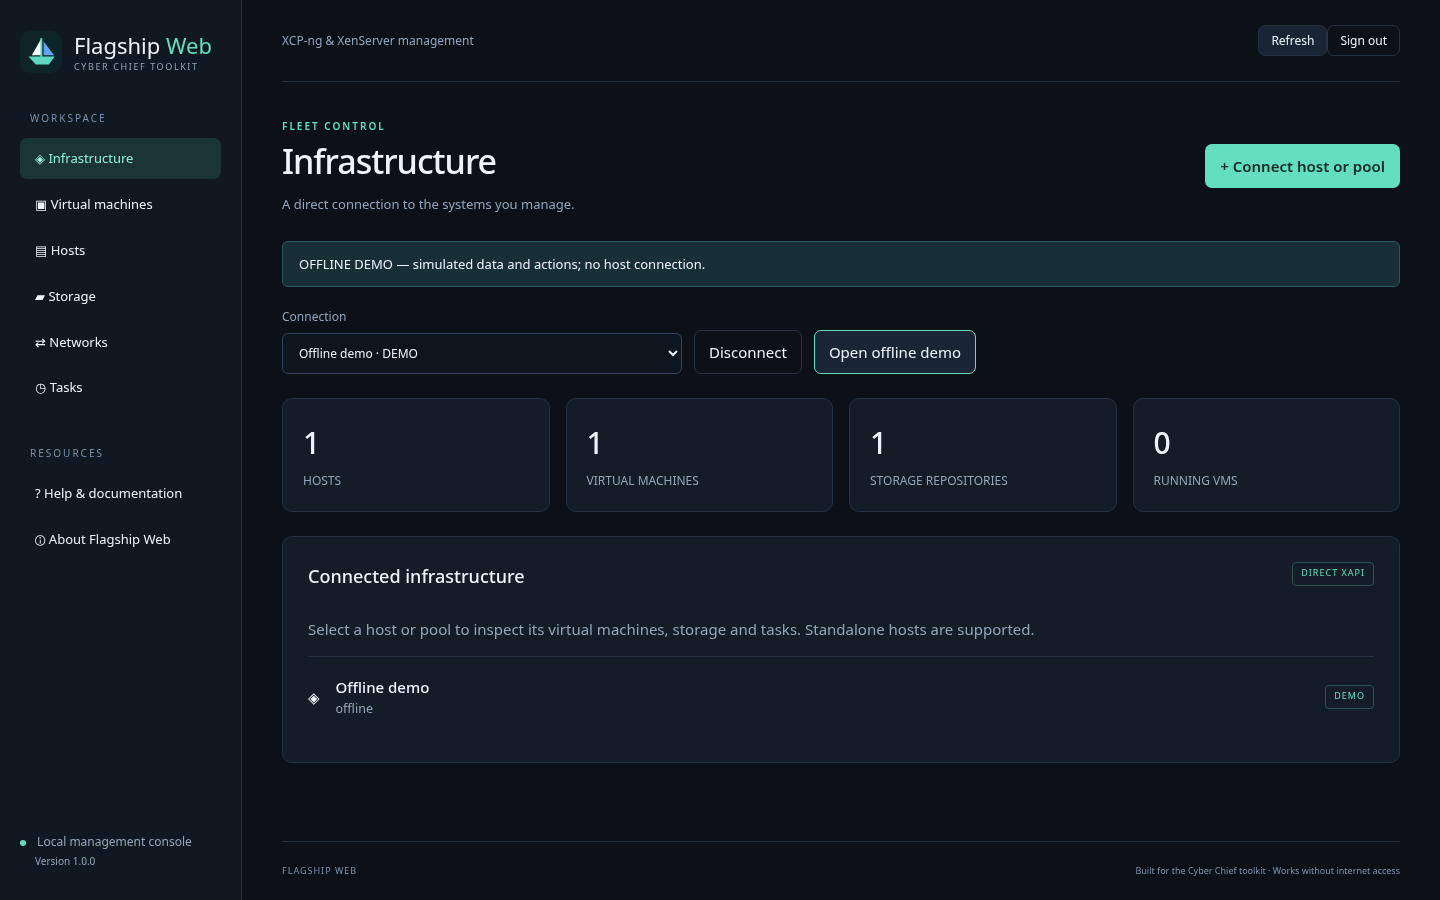 Flagship Web
CYBER CHIEF TOOLKIT
WORKSPACE
◈ Infrastructure
▣ Virtual machines
▤ Hosts
▰ Storage
⇄ Networks
◷ Tasks
RESOURCES
? Help & documentation
ⓘ About Flagship Web
Local management console
Version 1.0.0
XCP-ng & XenServer management
Refresh
Sign out
FLEET CONTROL
Infrastructure
A direct connection to the systems you manage.
+ Connect host or pool
OFFLINE DEMO — simulated data and actions; no host connection.
Connection
Offline demo · DEMO
Disconnect
Open offline demo
1
HOSTS
1
VIRTUAL MACHINES
1
STORAGE REPOSITORIES
0
RUNNING VMS
Connected infrastructure
DIRECT XAPI
Select a host or pool to inspect its virtual machines, storage and tasks. Standalone hosts are supported.
◈ Offline demo
offline
DEMO
FLAGSHIP WEB
Built for the Cyber Chief toolkit · Works without internet access